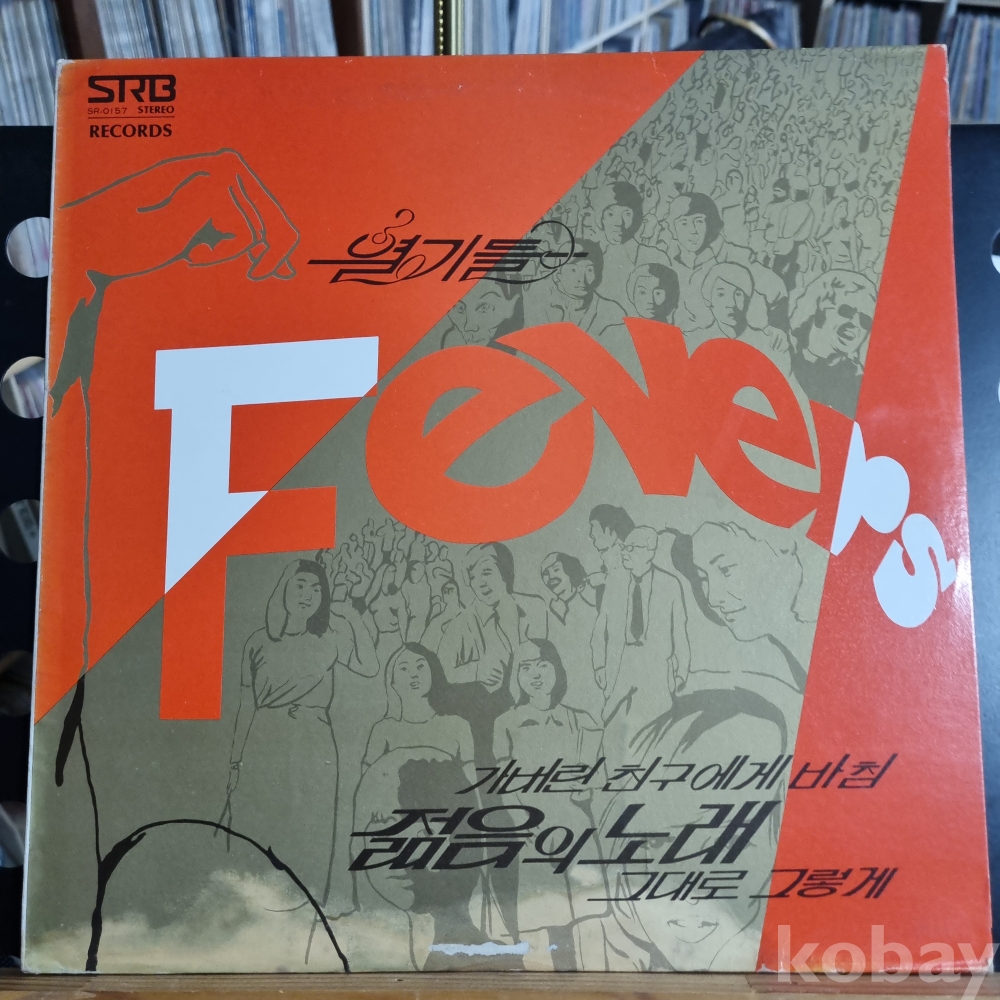 SRB
SR-0157 STEREO
RECORDS
열기들
Fevers
가버린 친구에게 바침
젊음의 노래
그대로 그렇게
kobay